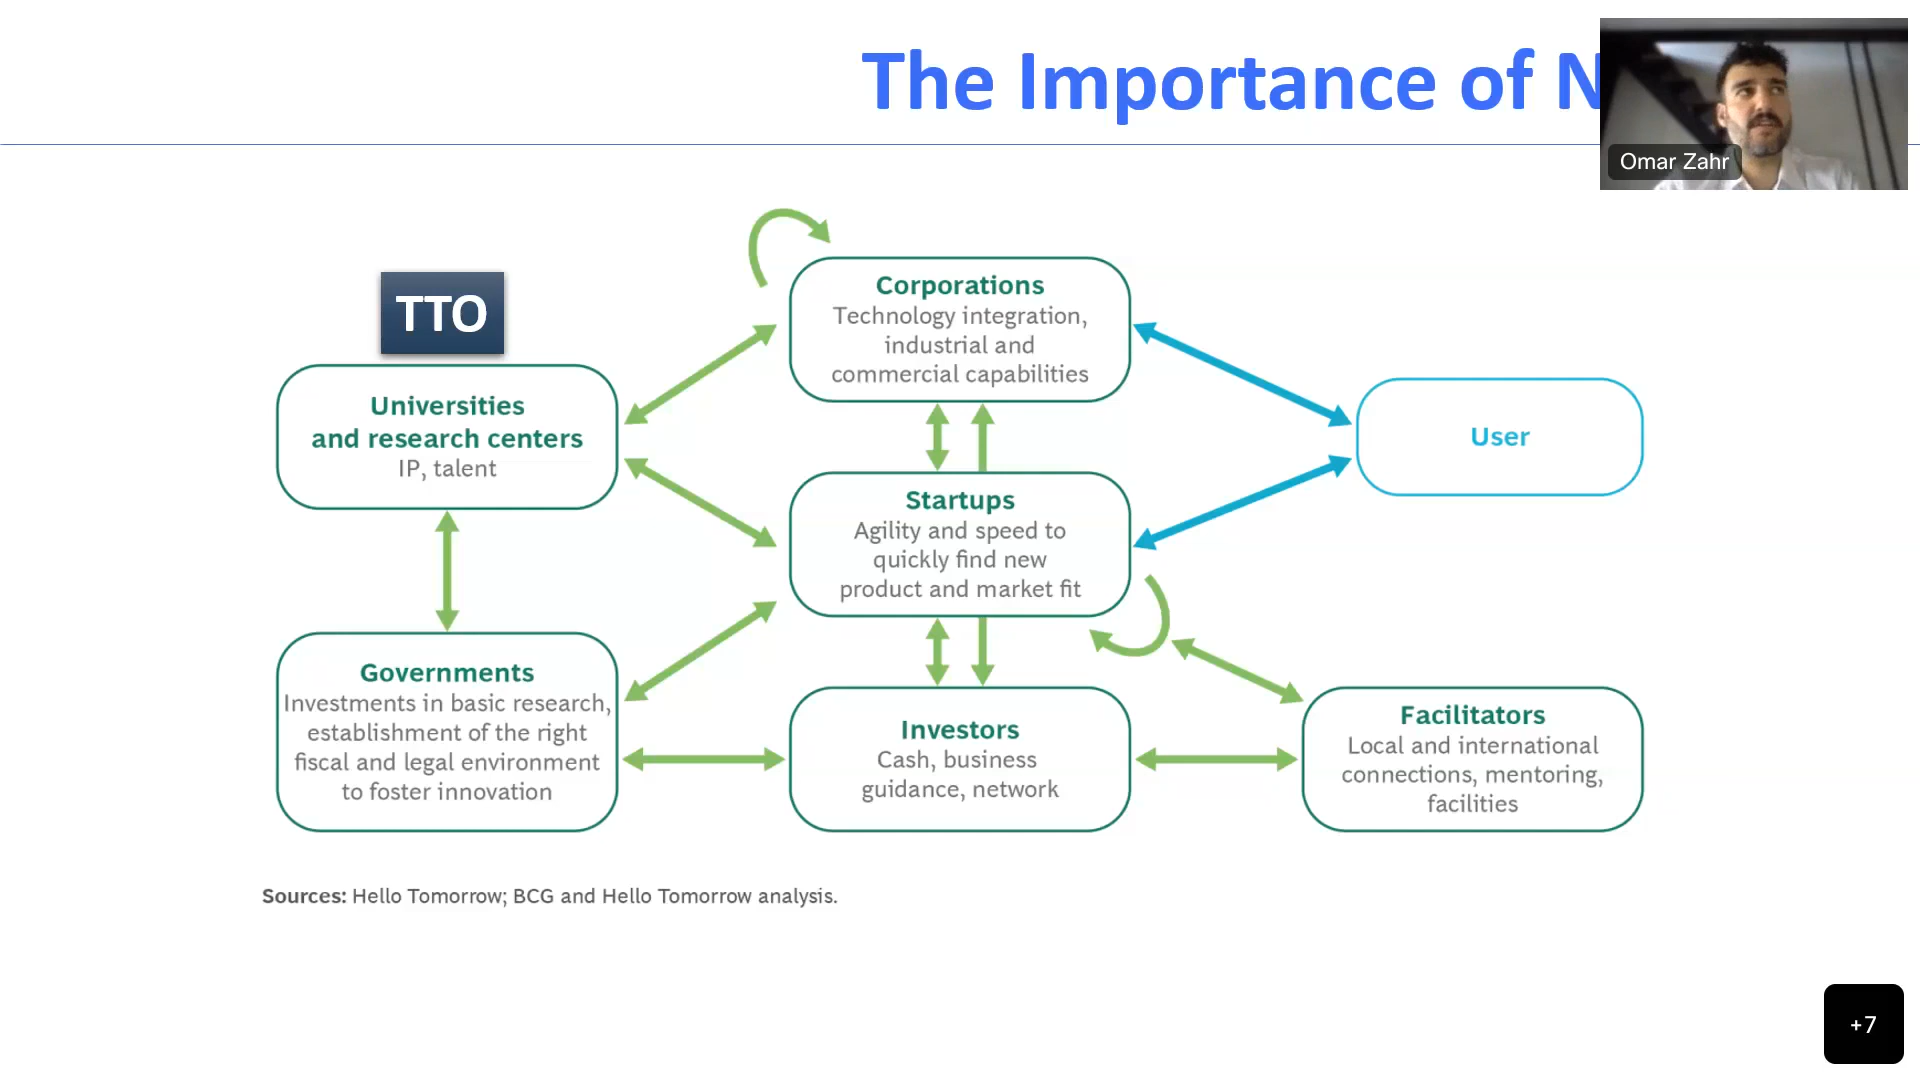 The Importance of N
Omar Zahr
TTO
Corporations
Technology integration,
industrial and
commercial capabilities
Universities
and research centers
IP, talent
User
Startups
Agility and speed to
quickly find new
product and market fit
Governments
Investments in basic research,
establishment of the right
fiscal and legal environment
to foster innovation
Investors
Cash, business
guidance, network
Facilitators
Local and international
connections, mentoring,
facilities
Sources: Hello Tomorrow; BCG and Hello Tomorrow analysis.
+7